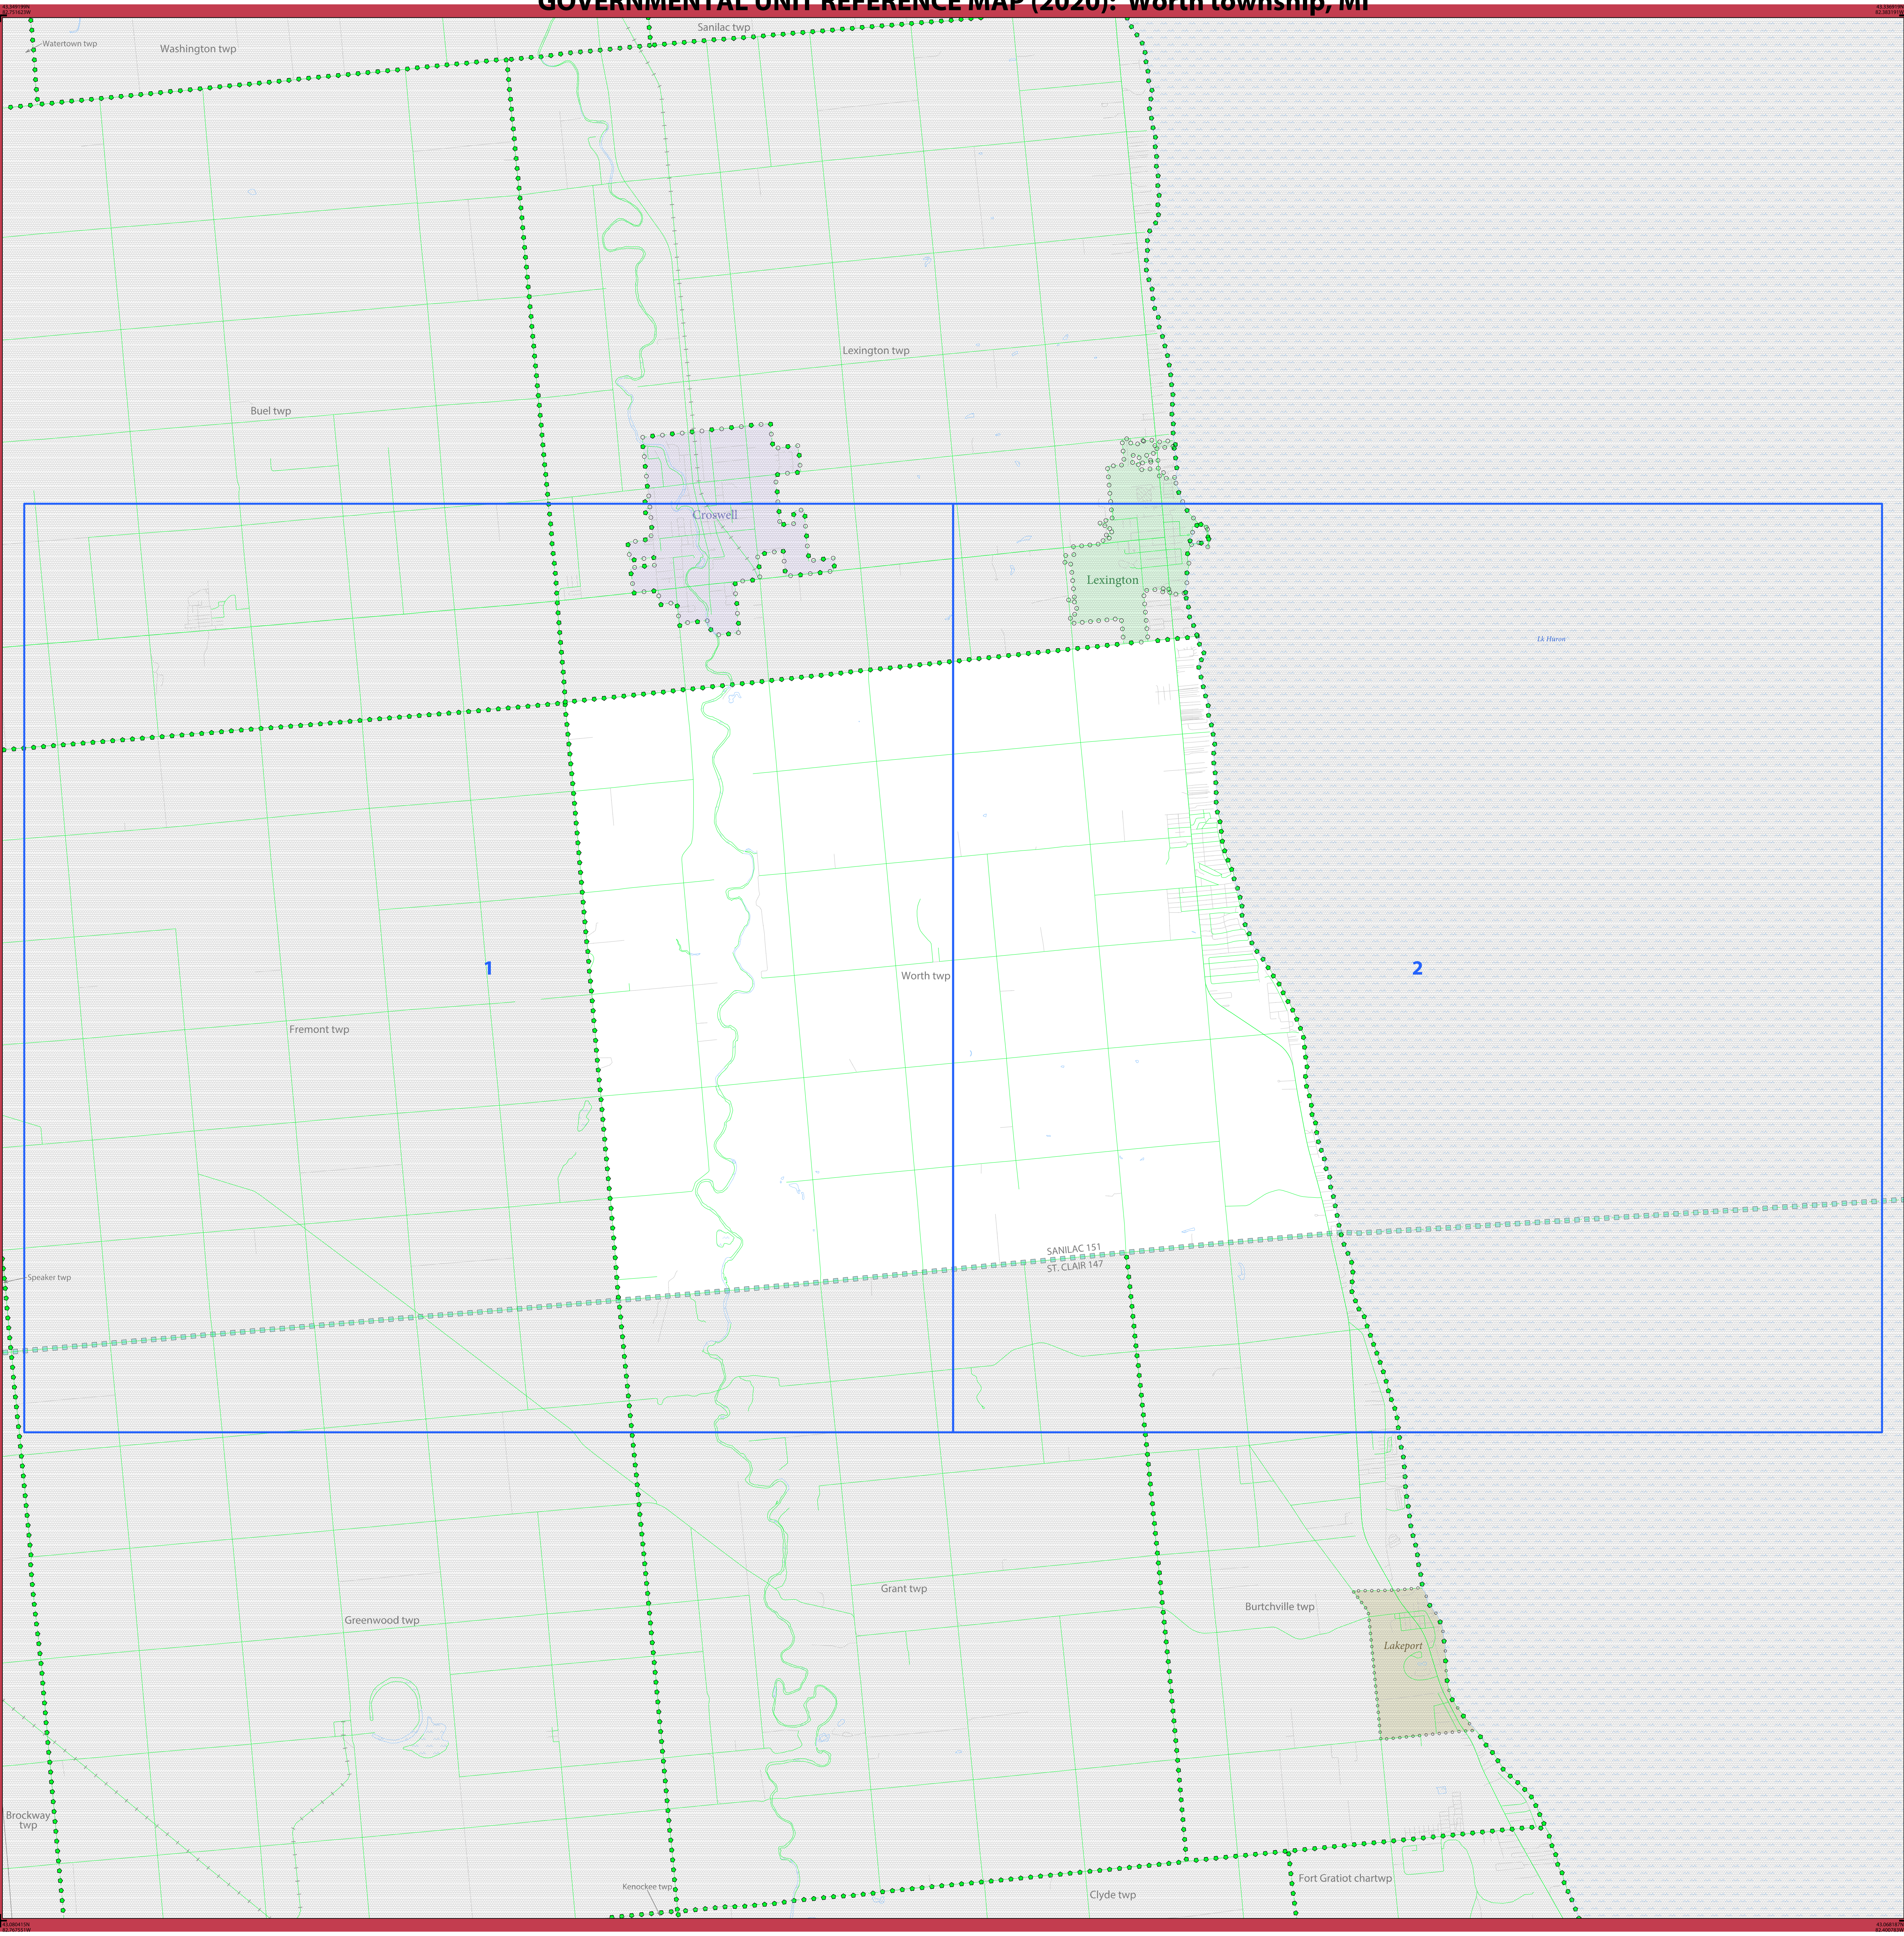 GOVERNMENTAL UNIT REFERENCE MAP (2020): Worth township, MI
Sanilac twp
Watertown twp
Washington twp
Lexington twp
Buel twp
Croswell
Lexington
Lk Huron
1
2
Worth twp
Fremont twp
SANILAC 151
ST. CLAIR 147
Speaker twp
Grant twp
Burtchville twp
Greenwood twp
Lakeport
Brockway
twp
Fort Gratiot chartwp
Kenockee twp
Clyde twp